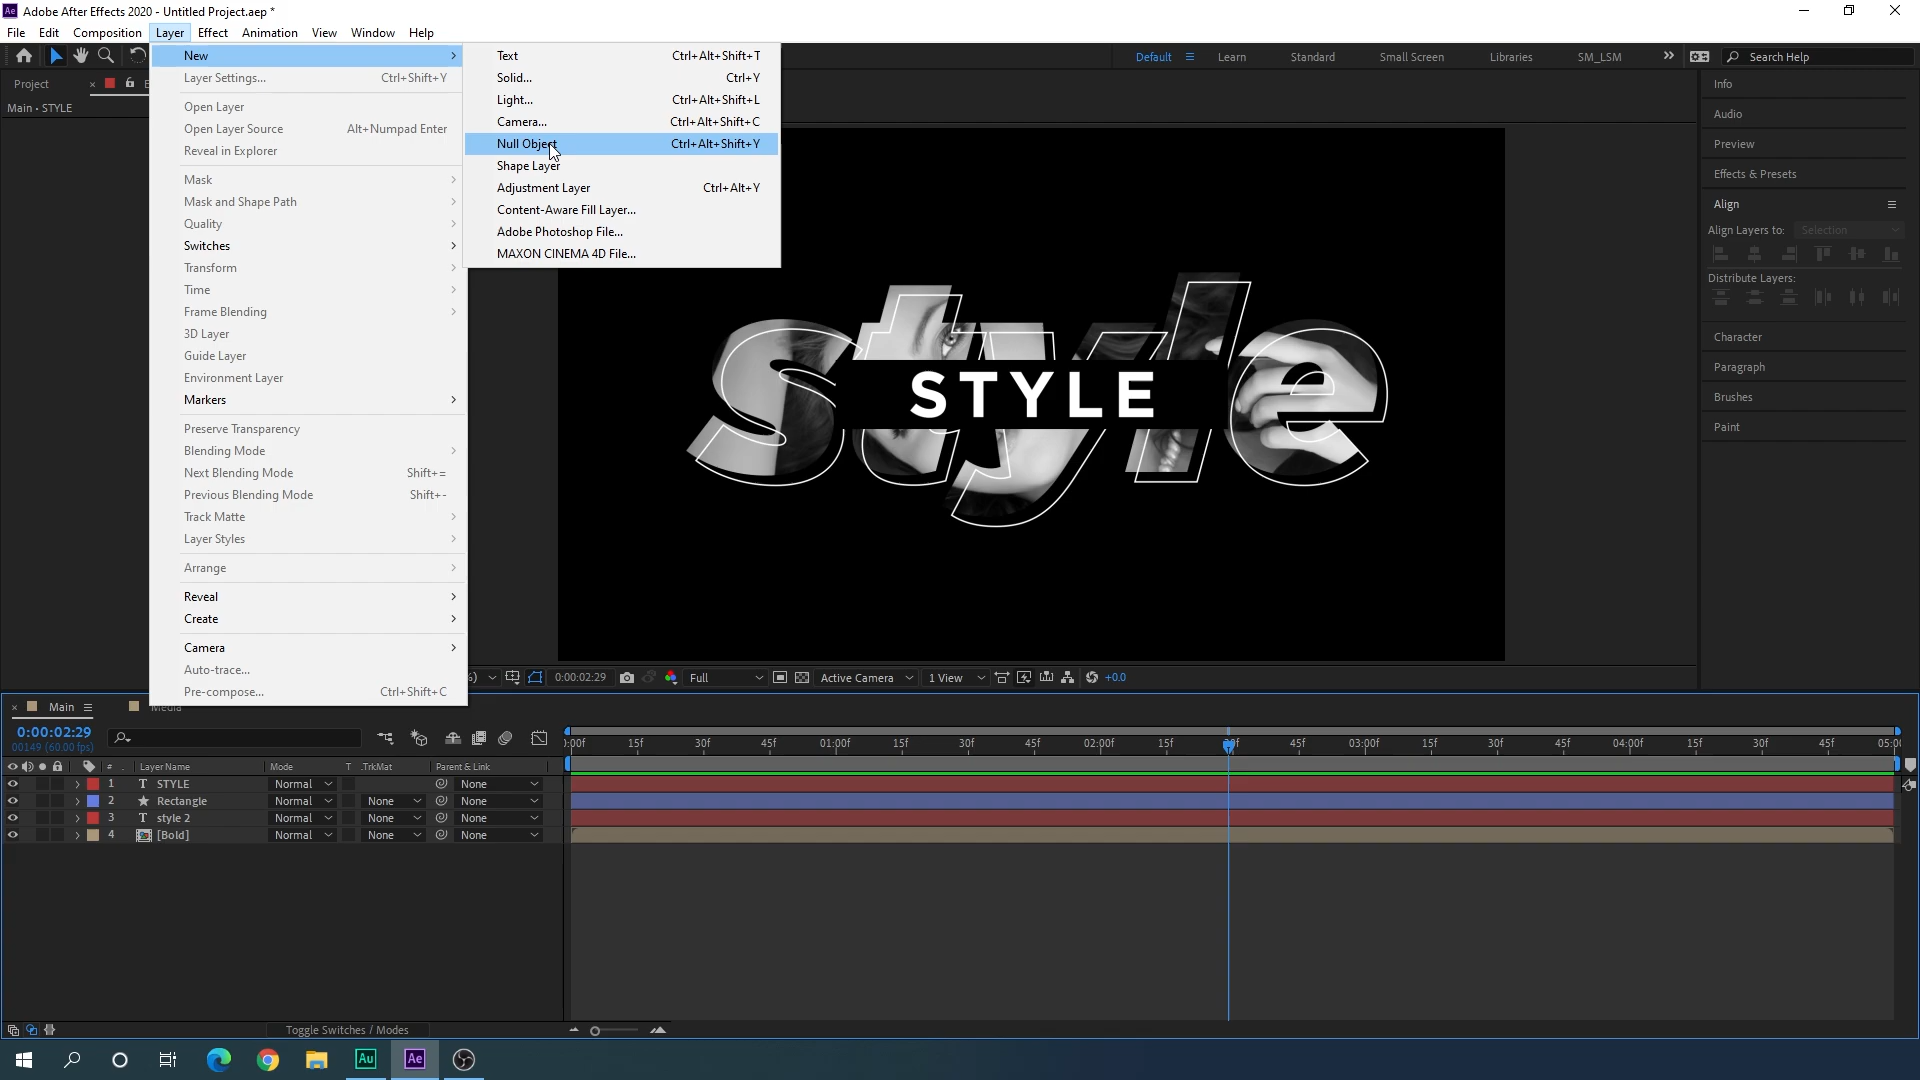 Adobe After Effects 2020 - Untitled Project.aep *
File Edit Composition Layer Effect Animation View Window Help
Default Learn Standard Small Screen Libraries SM_LSM Search Help
Project
Main • STYLE
New
Layer Settings... Ctrl+Shift+Y
Open Layer
Open Layer Source Alt+Numpad Enter
Reveal in Explorer
Mask
Mask and Shape Path
Quality
Switches
Transform
Time
Frame Blending
3D Layer
Guide Layer
Environment Layer
Markers
Preserve Transparency
Blending Mode
Next Blending Mode Shift+=
Previous Blending Mode Shift+-
Track Matte
Layer Styles
Arrange
Reveal
Create
Camera
Auto-trace...
Pre-compose... Ctrl+Shift+C
Text Ctrl+Alt+Shift+T
Solid... Ctrl+Y
Light... Ctrl+Alt+Shift+L
Camera... Ctrl+Alt+Shift+C
Null Object Ctrl+Alt+Shift+Y
Shape Layer
Adjustment Layer Ctrl+Alt+Y
Content-Aware Fill Layer...
Adobe Photoshop File...
MAXON CINEMA 4D File...
style
STYLE
Info
Audio
Preview
Effects & Presets
Align
Align Layers to: Selection
Distribute Layers:
Character
Paragraph
Brushes
Paint
0:00:02:29 Full Active Camera 1 View +0.0
Main Media
0:00:02:29
00149 (60.00 fps)
15f 30f 45f 01:00f 15f 30f 45f 02:00f 15f 45f 03:00f 15f 30f 45f 04:00f 15f 30f 45f
# Layer Name Mode T .TrkMat Parent & Link
1 T STYLE Normal None
2 Rectangle Normal None None
3 T style 2 Normal None None
4 [Bold] Normal None None
Toggle Switches / Modes
Au Ae